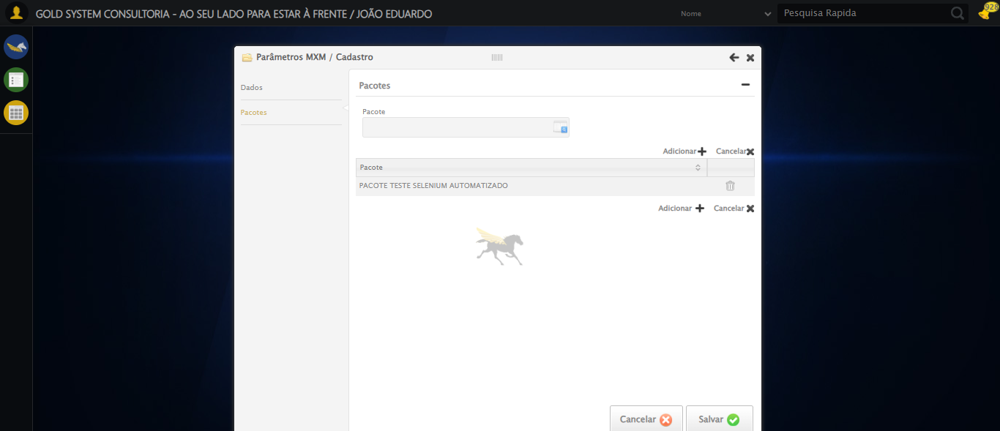 GOLD SYSTEM CONSULTORIA - AO SEU LADO PARA ESTAR À FRENTE / JOÃO EDUARDO
Nome
Pesquisa Rapida
928
Parâmetros MXM / Cadastro
Dados
Pacotes
Pacotes
Pacote
Adicionar Cancelar
Pacote
PACOTE TESTE SELENIUM AUTOMATIZADO
Adicionar Cancelar
Cancelar Salvar